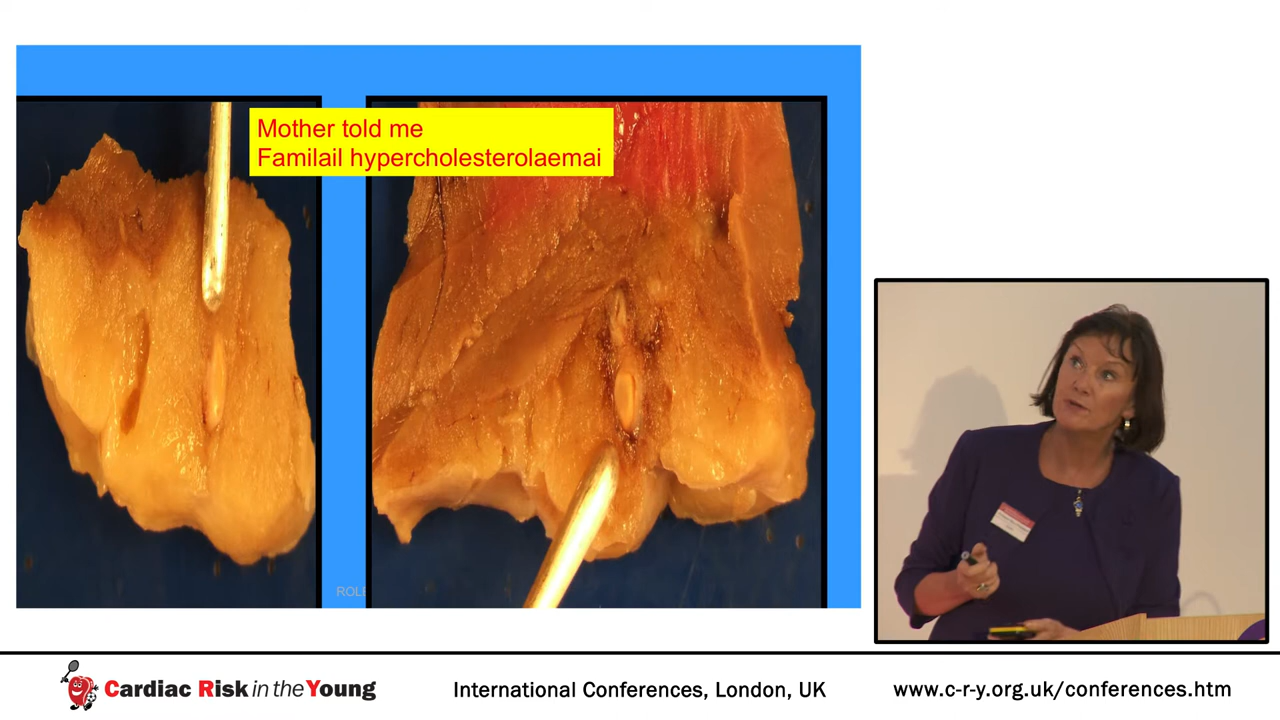 Mother told me
Familail hypercholesterolaemai
Cardiac Risk in the Young
International Conferences, London, UK
www.c-r-y.org.uk/conferences.htm